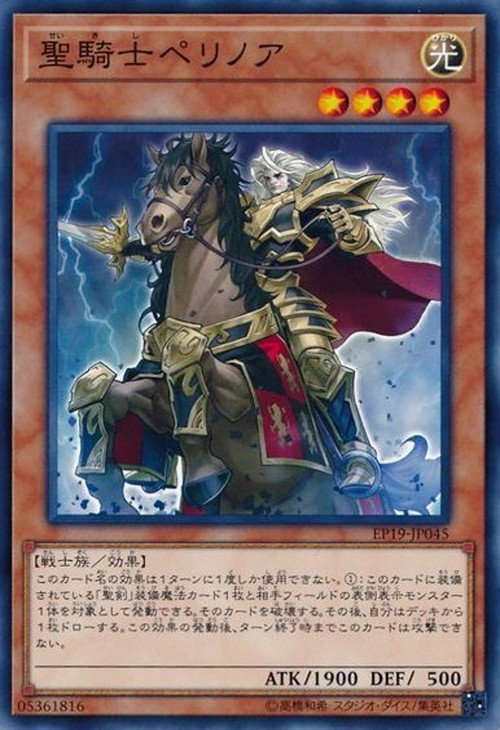 聖騎士ペリノア
せいきし
光
ひかり
EP19-JP045
【戦士族/効果】
このカード名の効果は1ターンに1度しか使用できない。①:このカードに装備
されている「聖剣」装備魔法カード1枚と相手フィールドの表側表示モンスター
1体を対象として発動できる。そのカードを破壊する。その後、自分はデッキから
1枚ドローする。この効果の発動後、ターン終了時までこのカードは攻撃でき
ない。
ATK/1900 DEF/ 500
05361816
©高橋和希 スタジオ・ダイス/集英社